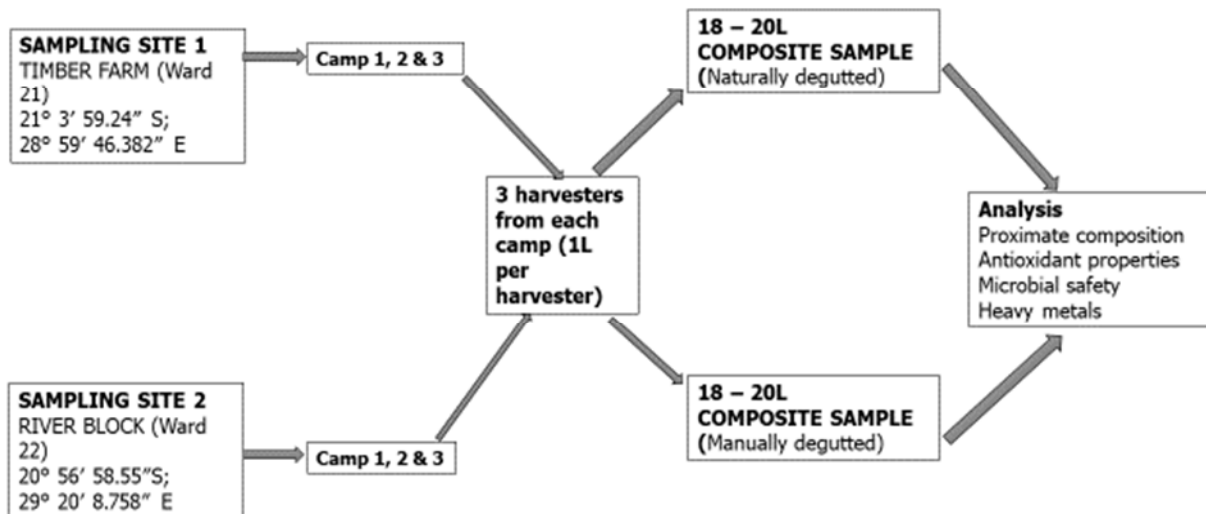 SAMPLING SITE 1
TIMBER FARM (Ward
21)
21° 3’ 59.24” S;
28° 59’ 46.382” E
Camp 1, 2 & 3
18 – 20L
COMPOSITE SAMPLE
(Naturally degutted)
3 harvesters
from each
camp (1L
per
harvester)
Analysis
Proximate composition
Antioxidant properties
Microbial safety
Heavy metals
SAMPLING SITE 2
RIVER BLOCK (Ward
22)
20° 56’ 58.55”S;
29° 20’ 8.758” E
Camp 1, 2 & 3
18 – 20L
COMPOSITE SAMPLE
(Manually degutted)